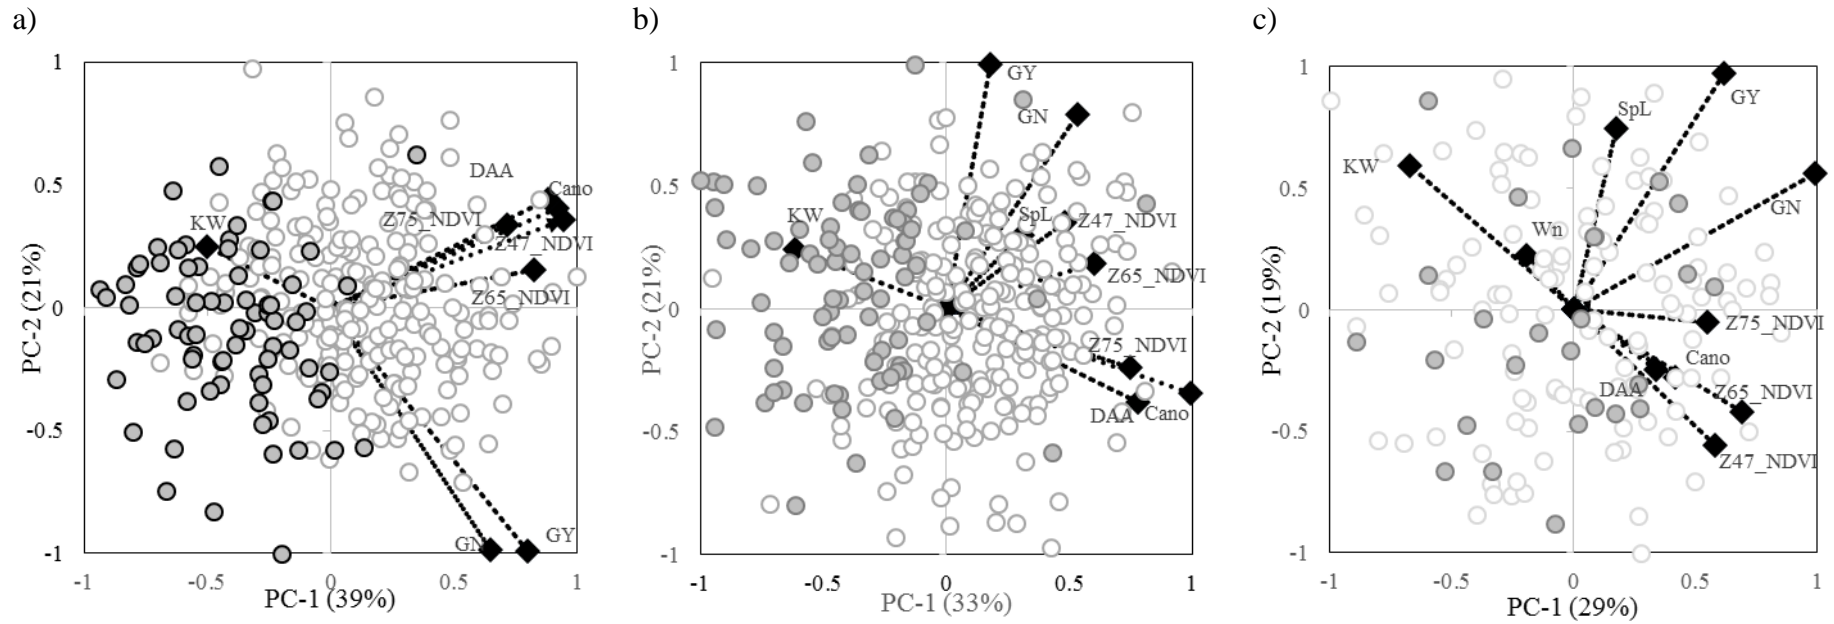 a)
1
0.5
0
-0.5
-1
PC-2 (21%)
DAA
Cano
KW
Z75_NDVI
Z47_NDVI
Z65_NDVI
GN
GY
-1
-0.5
0
0.5
1
PC-1 (39%)
b)
1
0.5
0
-0.5
-1
PC-2 (21%)
GY
GN
KW
SpL
Z47_NDVI
Z65_NDVI
Z75_NDVI
DAA
Cano
-1
-0.5
0
0.5
1
PC-1 (33%)
c)
1
0.5
0
-0.5
-1
PC-2 (19%)
GY
SpL
KW
GN
Wn
Z75_NDVI
Cano
DAA
Z65_NDVI
Z47_NDVI
-1
-0.5
0
0.5
1
PC-1 (29%)